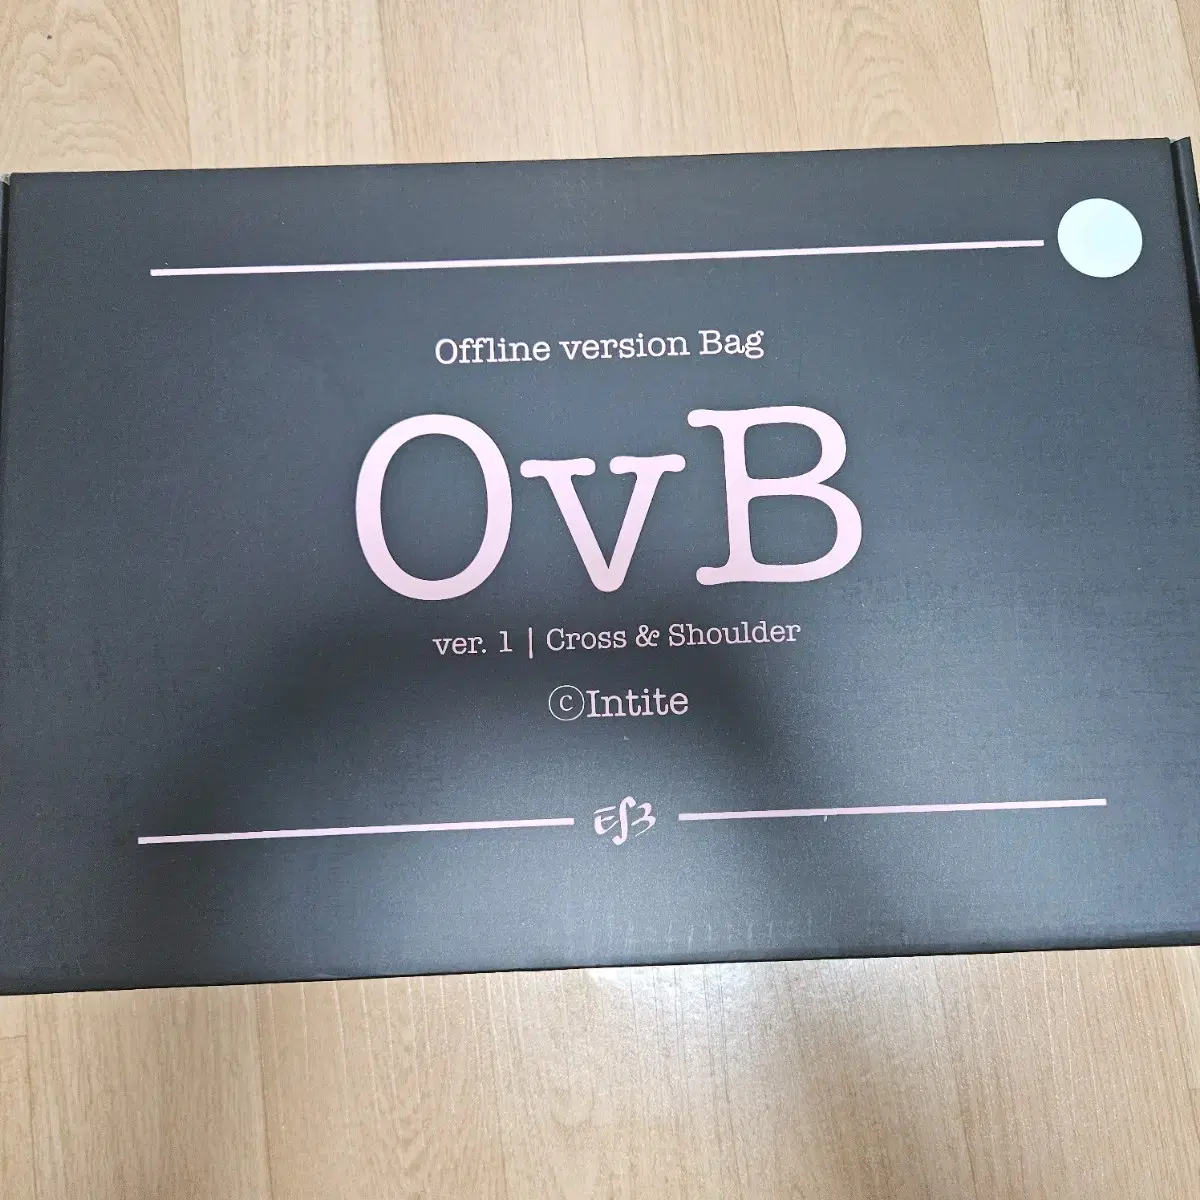 Offline version Bag
OvB
ver. 1 | Cross & Shoulder
ⓒIntite